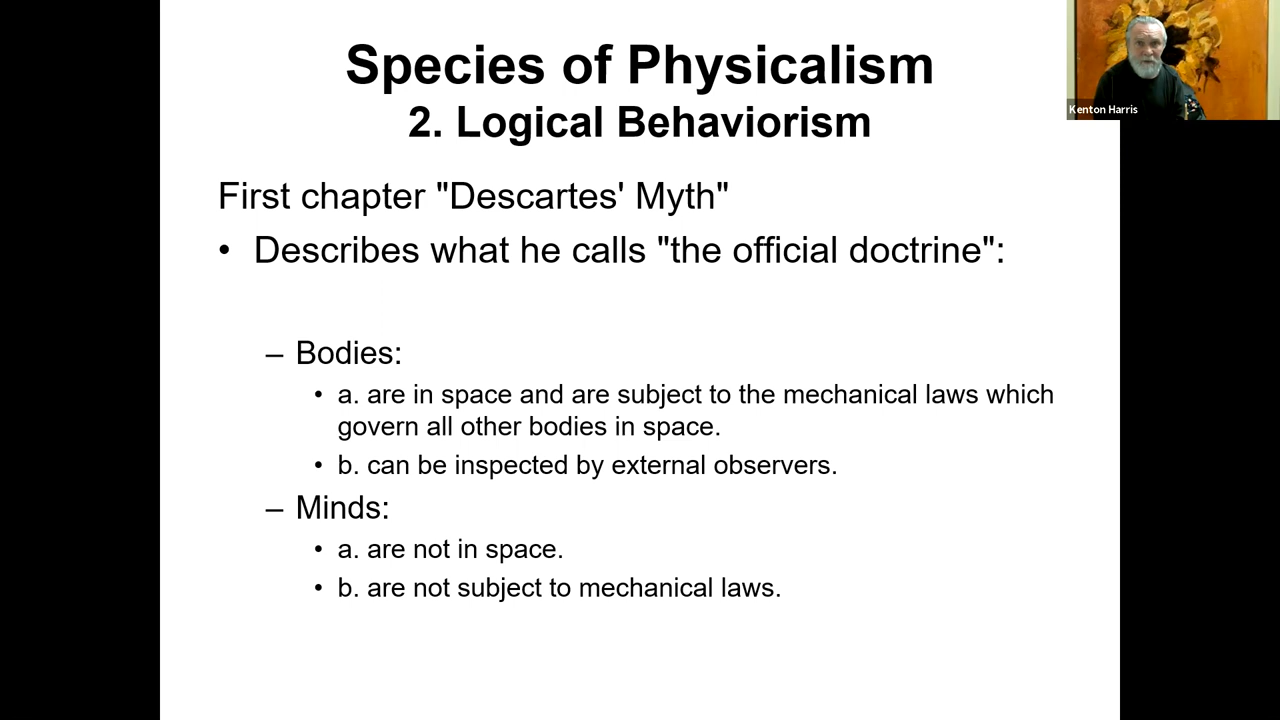 Species of Physicalism
2. Logical Behaviorism
Kenton Harris
First chapter "Descartes' Myth"
• Describes what he calls "the official doctrine":
– Bodies:
• a. are in space and are subject to the mechanical laws which
govern all other bodies in space.
• b. can be inspected by external observers.
– Minds:
• a. are not in space.
• b. are not subject to mechanical laws.